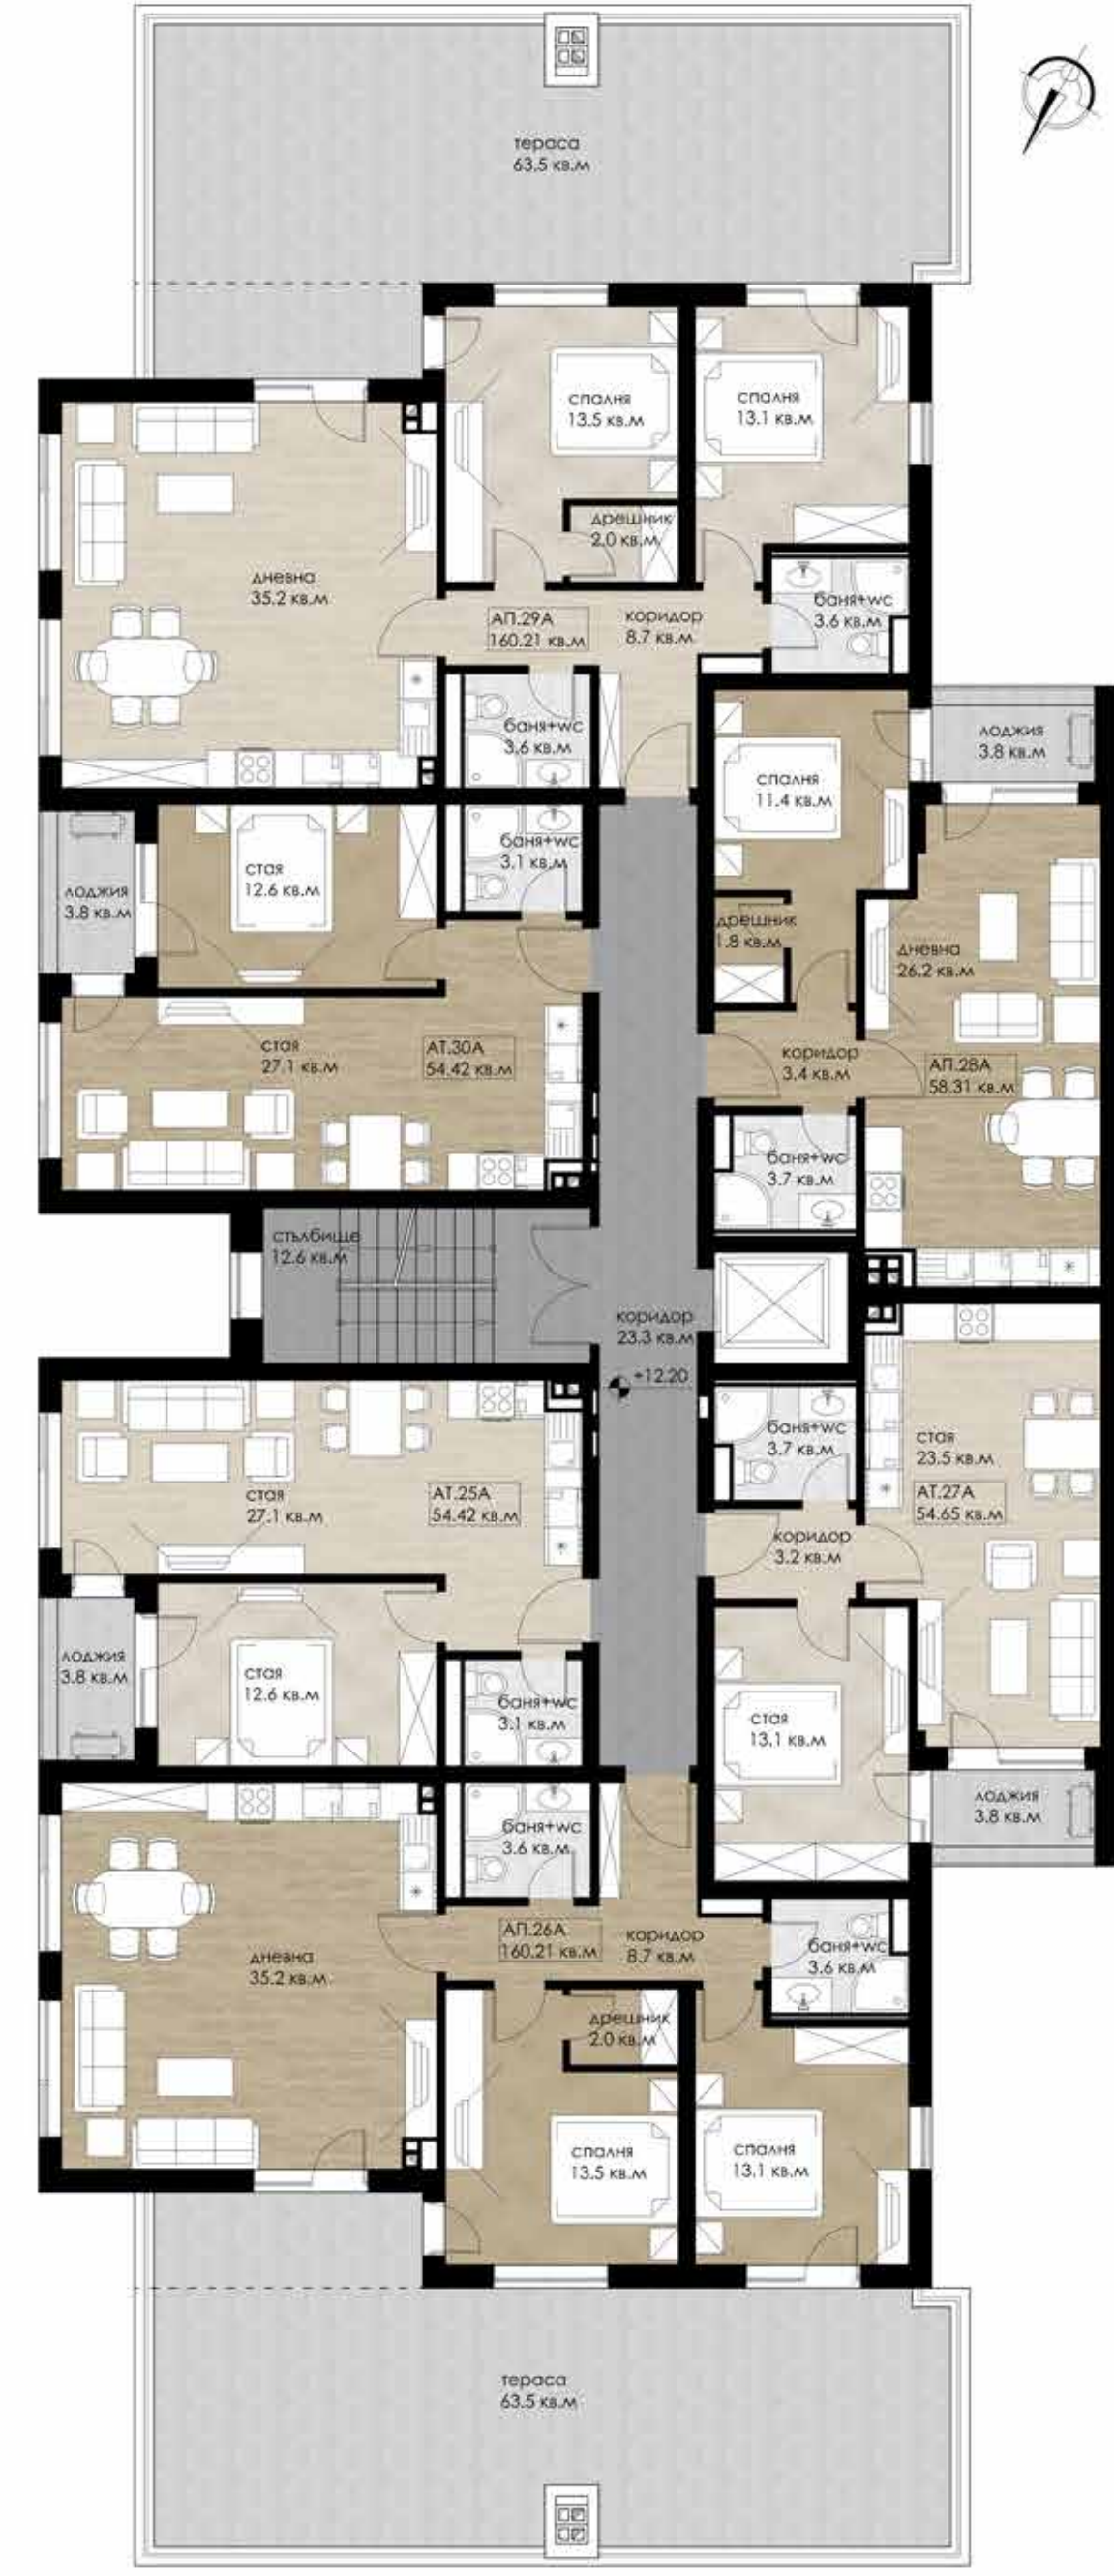 тераса
63.5 кв.м
спалня
13.5 кв.м
спалня
13.1 кв.м
дрешник
2.0 кв.м
дневна
35.2 кв.м
АП.29А
160.21 кв.м
коридор
8.7 кв.м
баня+wc
3.6 кв.м
баня+wc
3.6 кв.м
лоджия
3.8 кв.м
спалня
11.4 кв.м
баня+wc
3.1 кв.м
стая
12.6 кв.м
лоджия
3.8 кв.м
дрешник
1.8 кв.м
дневна
26.2 кв.м
стая
27.1 кв.м
АТ.30А
54.42 кв.м
коридор
3.4 кв.м
АП.28А
58.31 кв.м
баня+wc
3.7 кв.м
стълбище
12.6 кв.м
коридор
23.3 кв.м
+12.20
баня+wc
3.7 кв.м
стая
23.5 кв.м
АТ.27А
54.65 кв.м
стая
27.1 кв.м
АТ.25А
54.42 кв.м
коридор
3.2 кв.м
лоджия
3.8 кв.м
стая
12.6 кв.м
баня+wc
3.1 кв.м
стая
13.1 кв.м
лоджия
3.8 кв.м
баня+wc
3.6 кв.м
дневна
35.2 кв.м
АП.26А
160.21 кв.м
коридор
8.7 кв.м
баня+wc
3.6 кв.м
дрешник
2.0 кв.м
спалня
13.5 кв.м
спалня
13.1 кв.м
тераса
63.5 кв.м